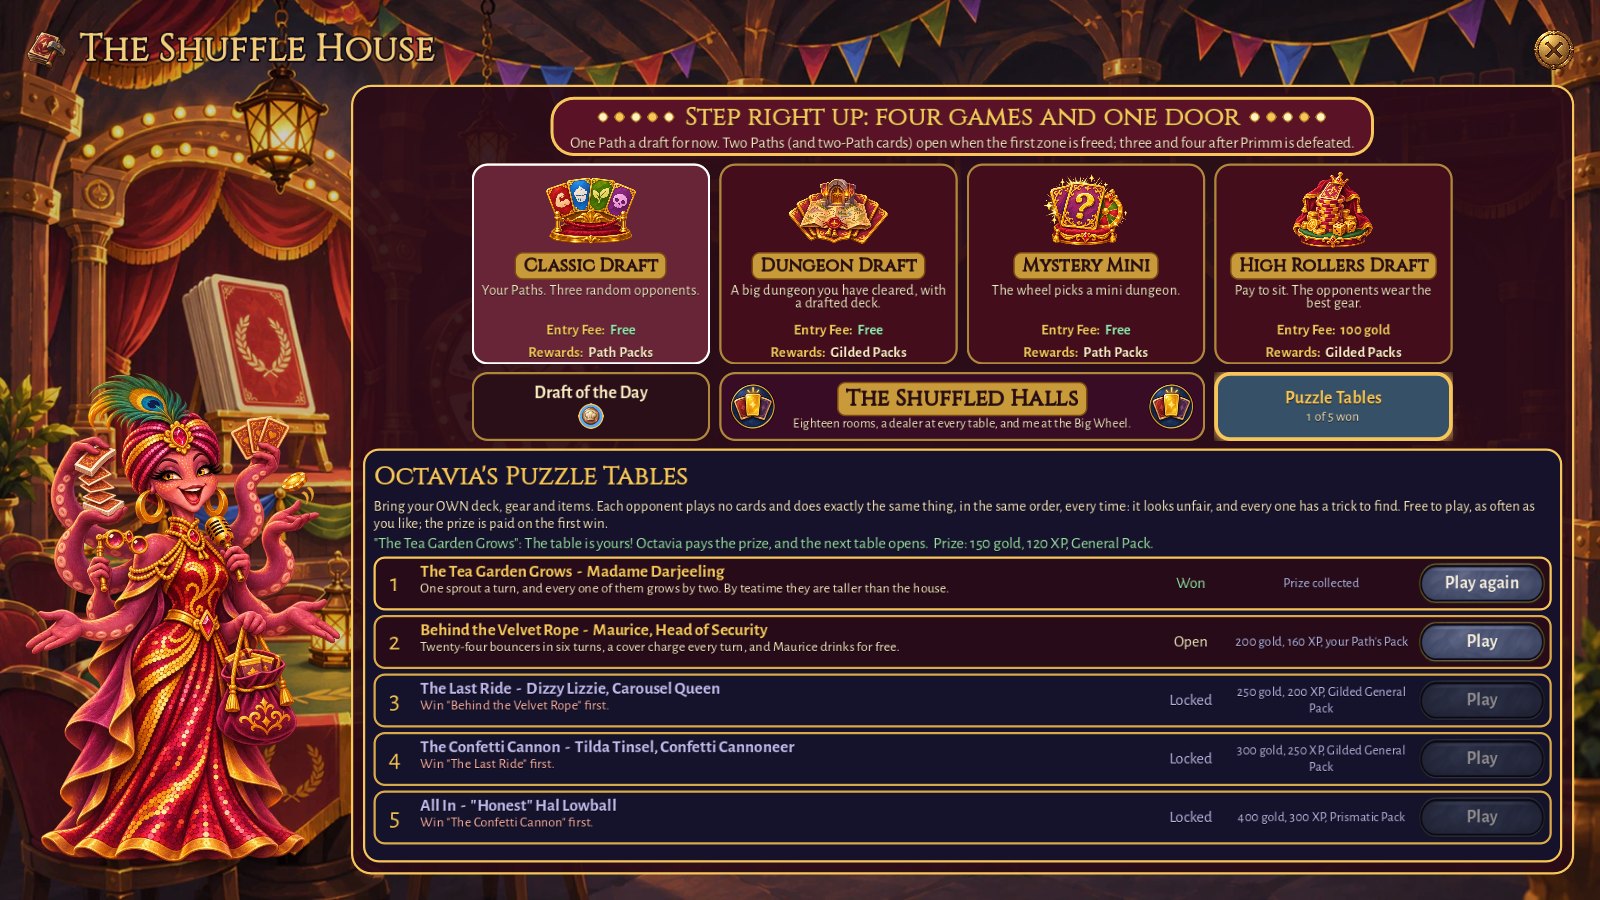 The Shuffle House
Step right up: four games and one door
One Path a draft for now. Two Paths (and two-Path cards) open when the first zone is freed; three and four after Primm is defeated.
Classic Draft
Your Paths. Three random opponents.
Entry Fee: Free
Rewards: Path Packs
Dungeon Draft
A big dungeon you have cleared, with
a drafted deck.
Entry Fee: Free
Rewards: Gilded Packs
Mystery Mini
The wheel picks a mini dungeon.
Entry Fee: Free
Rewards: Path Packs
High Rollers Draft
Pay to sit. The opponents wear the
best gear.
Entry Fee: 100 gold
Rewards: Gilded Packs
Draft of the Day
The Shuffled Halls
Eighteen rooms, a dealer at every table, and me at the Big Wheel.
Puzzle Tables
1 of 5 won
Octavia's Puzzle Tables
Bring your OWN deck, gear and items. Each opponent plays no cards and does exactly the same thing, in the same order, every time: it looks unfair, and every one has a trick to find. Free to play, as often as
you like; the prize is paid on the first win.
"The Tea Garden Grows": The table is yours! Octavia pays the prize, and the next table opens. Prize: 150 gold, 120 XP, General Pack.
1
The Tea Garden Grows - Madame Darjeeling
One sprout a turn, and every one of them grows by two. By teatime they are taller than the house.
Won
Prize collected
Play again
2
Behind the Velvet Rope - Maurice, Head of Security
Twenty-four bouncers in six turns, a cover charge every turn, and Maurice drinks for free.
Open
200 gold, 160 XP, your Path's Pack
Play
3
The Last Ride - Dizzy Lizzie, Carousel Queen
Win "Behind the Velvet Rope" first.
Locked
250 gold, 200 XP, Gilded General
Pack
Play
4
The Confetti Cannon - Tilda Tinsel, Confetti Cannoneer
Win "The Last Ride" first.
Locked
300 gold, 250 XP, Gilded General
Pack
Play
5
All In - "Honest" Hal Lowball
Win "The Confetti Cannon" first.
Locked
400 gold, 300 XP, Prismatic Pack
Play